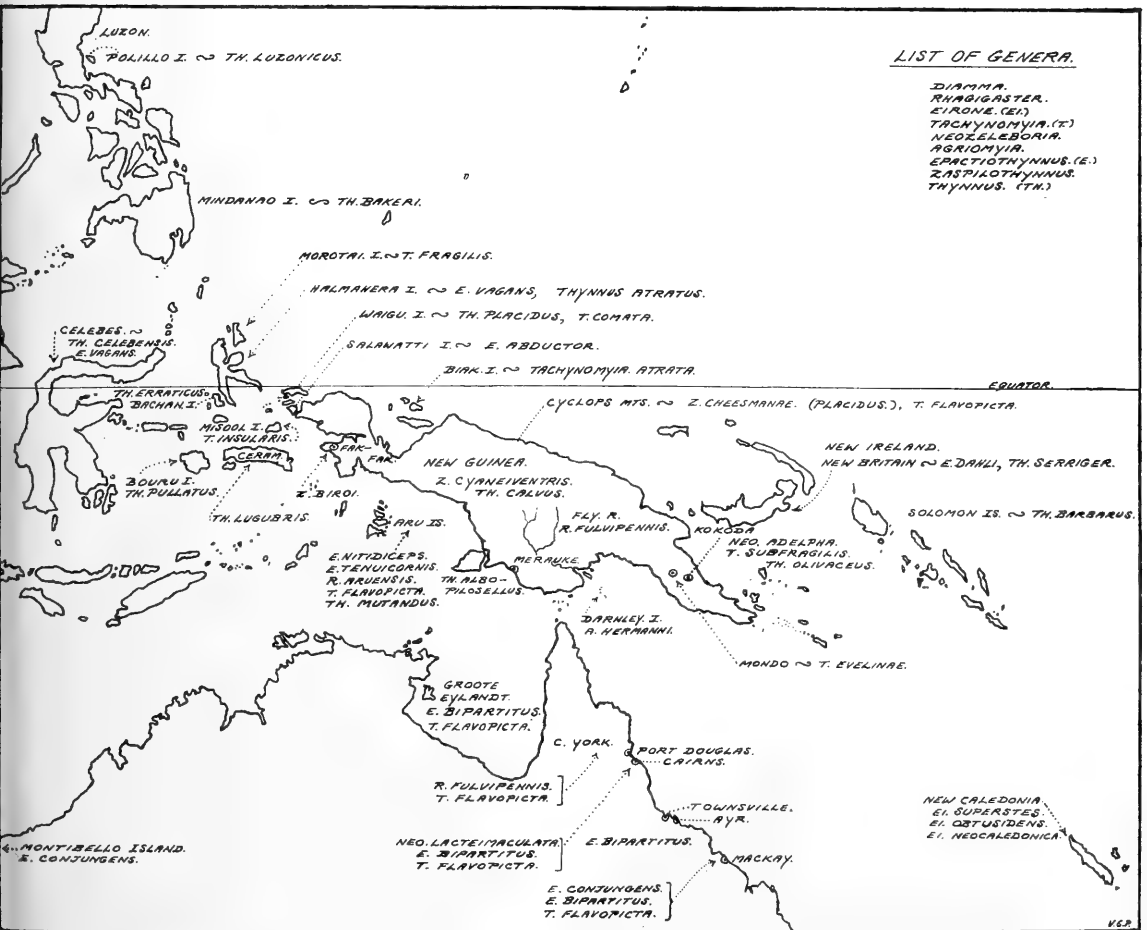 LUZON.
POLILLO I. ~ TH. LUZONICUS.
LIST OF GENERA.
DIAMMA.
RHAGIGASTER.
EIRONE. (EI.)
TACHYNOMYIA. (T.)
NEOZELEBORIA.
AGRIOMYIA.
EPACTIOTHYNNUS. (E.)
ZASPILOTHYNNUS.
THYNNUS. (TH.)
MINDANAO I. ~ TH. BAKERI.
MOROTAI. I. ~ T. FRAGILIS.
HALMAHERA I. ~ E. VAGANS, THYNNUS ATRATUS.
WAIGU. I. ~ TH. PLACIDUS, T. COMATA.
SALAWATTI I. ~ E. ABDUCTOR.
BIAK. I. ~ TACHYNOMYIA. ATRATA.
CELEBES. ~
TH. CELEBENSIS.
E. VAGANS.
EQUATOR.
TH. ERRATICUS.
BACHAN. I.
CYCLOPS MTS. ~ Z. CHEESMANAE. (PLACIDUS.), T. FLAVOPICTA.
MISOOL I.
T. INSULARIS.
CERAM.
FAK-
FAK.
NEW GUINEA.
Z. CYANEIVENTRIS.
TH. CALVUS.
NEW IRELAND.
NEW BRITAIN ~ E. DAHLI, TH. SERRIGER.
BOURU I.
TH. PULLATUS.
Z. BIROI.
TH. LUGUBRIS.
ARU IS.
E. NITIDICEPS.
E. TENUICORNIS.
R. ARUENSIS.
T. FLAVOPICTA.
TH. MUTANDUS.
FLY. R.
R. FULVIPENNIS.
SOLOMON IS. ~ TH. BARBARUS.
KOKODA
NEO. ADELPHA.
T. SUBFRAGILIS.
TH. OLIVACEUS.
MERAUKE.
TH. ALBO-
PILOSELLUS.
DARNLEY. I.
A. HERMANNI.
MONDO ~ T. EVELINAE.
GROOTE
EYLANDT.
E. BIPARTITUS.
T. FLAVOPICTA.
C. YORK.
R. FULVIPENNIS.
T. FLAVOPICTA.
PORT DOUGLAS.
CAIRNS.
NEO. LACTEIMACULATA.
E. BIPARTITUS.
T. FLAVOPICTA.
TOWNSVILLE.
AYR.
E. BIPARTITUS.
MACKAY.
E. CONJUNGENS.
E. BIPARTITUS.
T. FLAVOPICTA.
MONTIBELLO ISLAND.
E. CONJUNGENS.
NEW CALEDONIA.
EI. SUPERSTES.
EI. OBTUSIDENS.
EI. NEOCALEDONICA.
V.G.P.